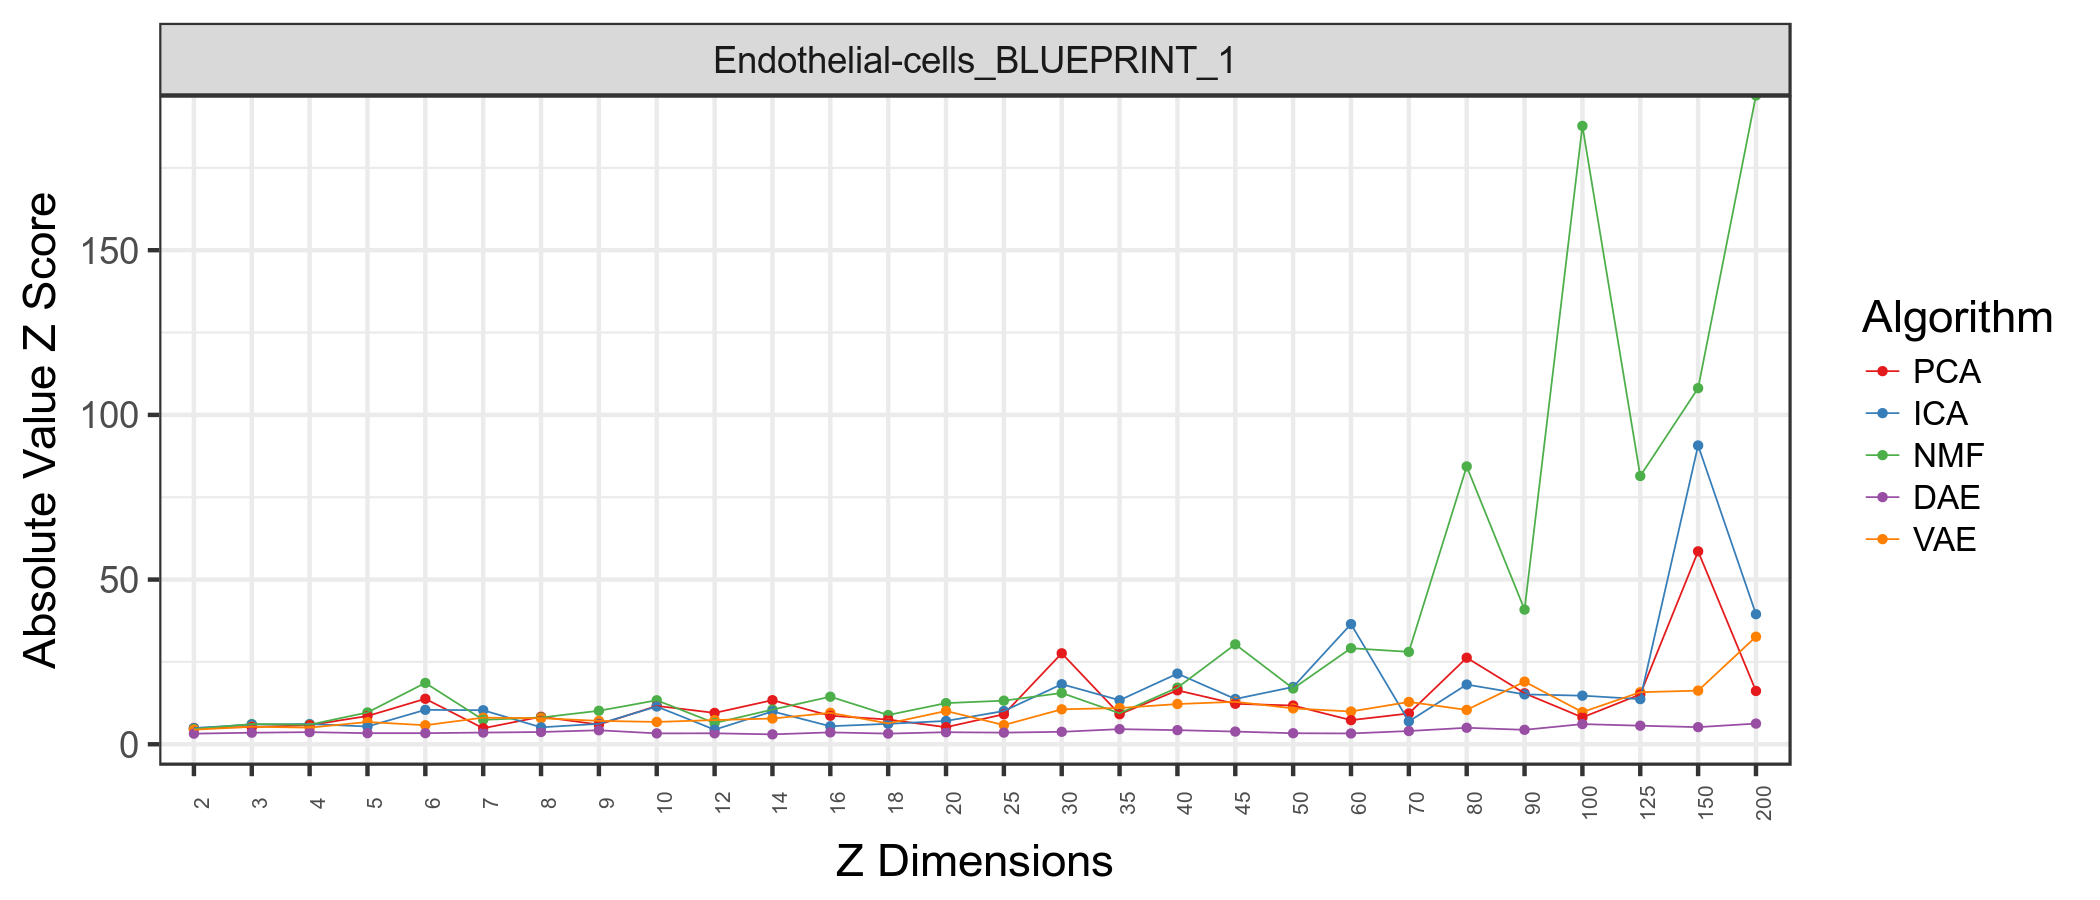 Endothelial-cells_BLUEPRINT_1
Absolute Value Z Score
150
100
50
0
2 3 4 5 6 7 8 9 10 12 14 16 18 20 25 30 35 40 45 50 60 70 80 90 100 125 150 200
Z Dimensions
Algorithm
PCA
ICA
NMF
DAE
VAE